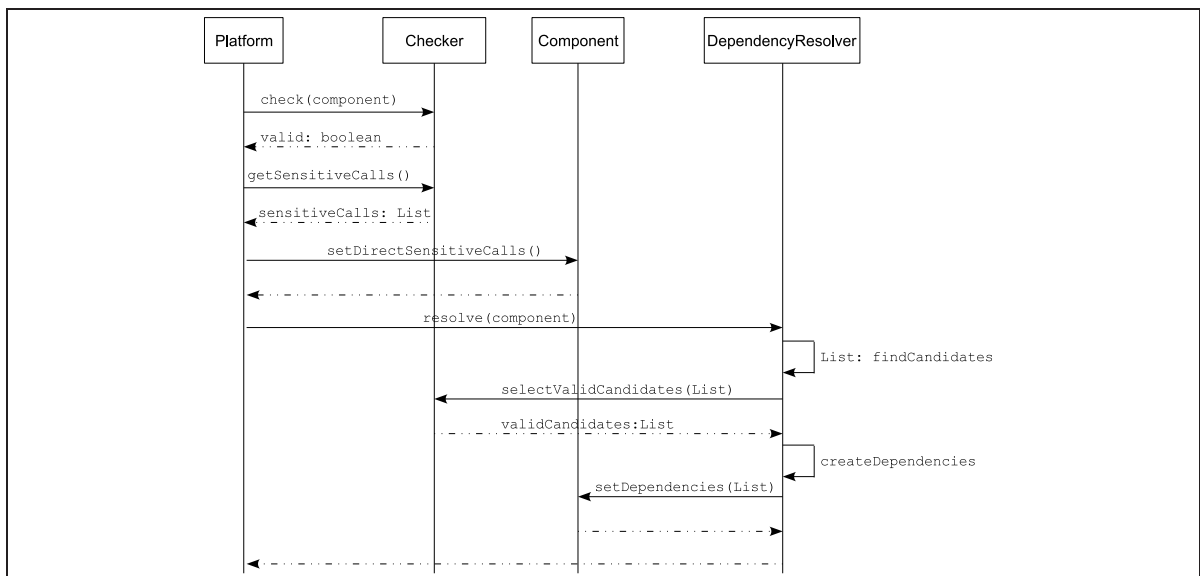 Platform
Checker
Component
DependencyResolver
check(component)
valid: boolean
getSensitiveCalls()
sensitiveCalls: List
setDirectSensitiveCalls()
resolve(component)
List: findCandidates
selectValidCandidates(List)
validCandidates:List
createDependencies
setDependencies(List)